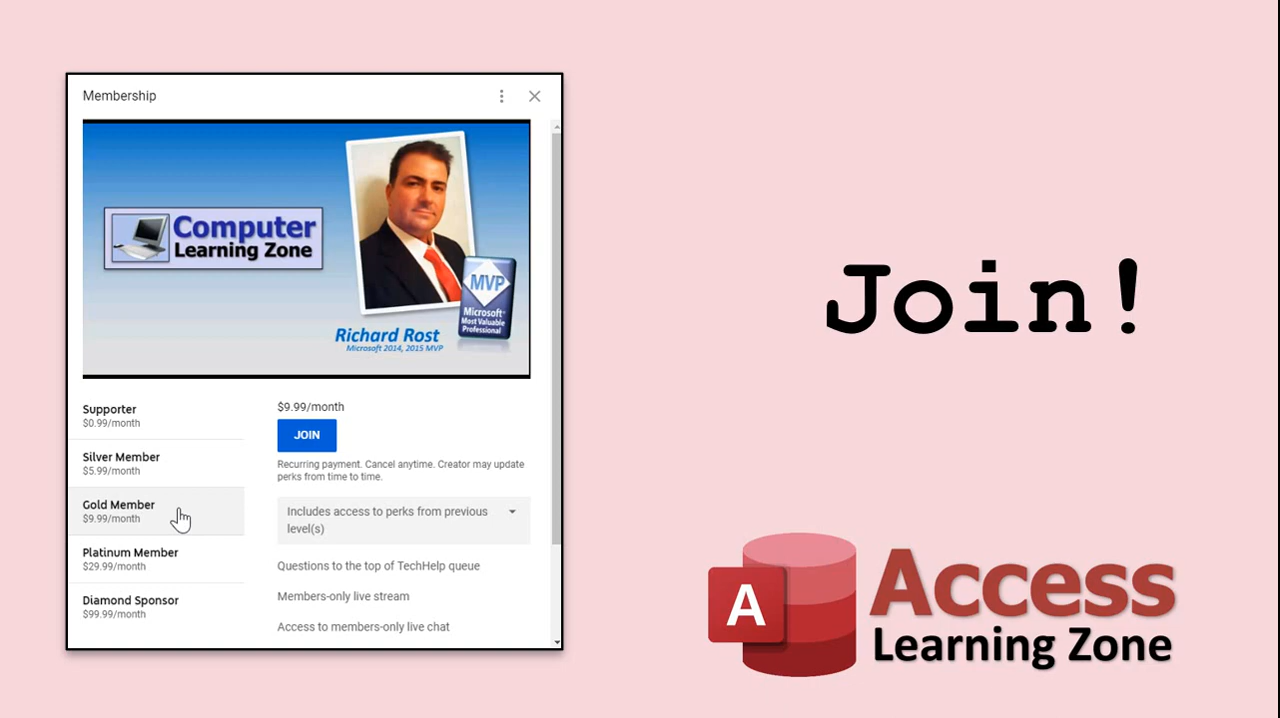 Membership
Computer
Learning Zone
MVP
Microsoft®
Most Valuable
Professional
Richard Rost
Microsoft 2014, 2015 MVP
Supporter
$0.99/month
Silver Member
$5.99/month
Gold Member
$9.99/month
Platinum Member
$29.99/month
Diamond Sponsor
$99.99/month
$9.99/month
JOIN
Recurring payment. Cancel anytime. Creator may update
perks from time to time.
Includes access to perks from previous
level(s)
Questions to the top of TechHelp queue
Members-only live stream
Access to members-only live chat
Join!
A
Access
Learning Zone